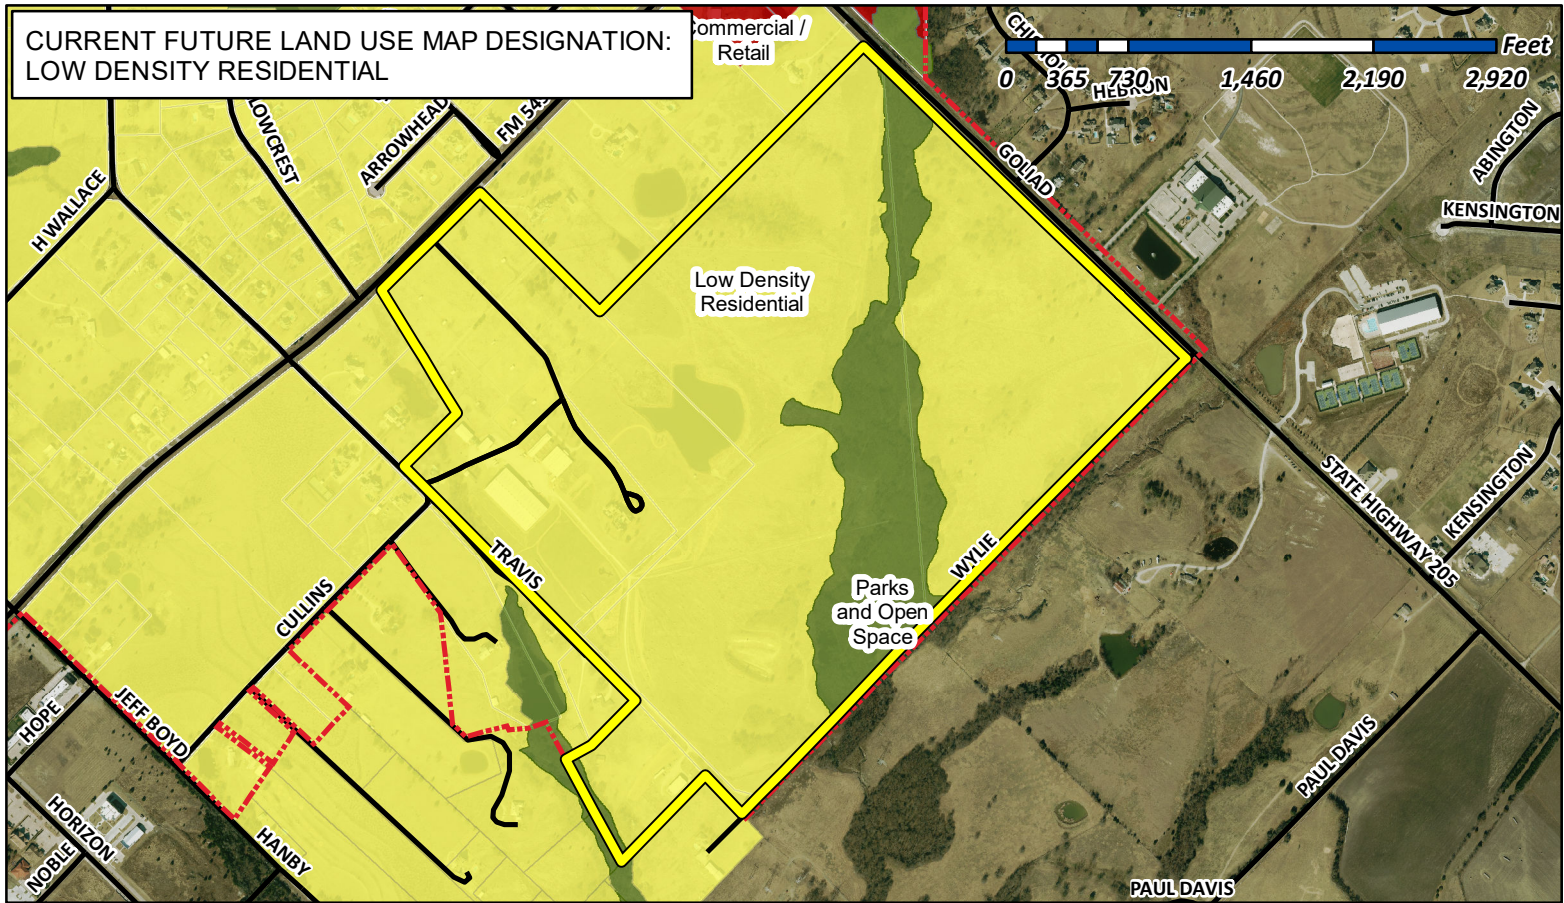 CURRENT FUTURE LAND USE MAP DESIGNATION:
LOW DENSITY RESIDENTIAL
Commercial /
Retail
Feet
0 365 730 1,460 2,190 2,920
HEBRON
GOLIAD
ABINGTON
KENSINGTON
LOWCREST
ARROWHEAD
H WALLACE
Low Density
Residential
STATE HIGHWAY 205
KENSINGTON
TRAVIS
WYLIE
CULLINS
Parks
and Open
Space
JEFF BOYD
HOPE
HORIZON
NOBLE
HANBY
PAUL DAVIS
PAUL DAVIS